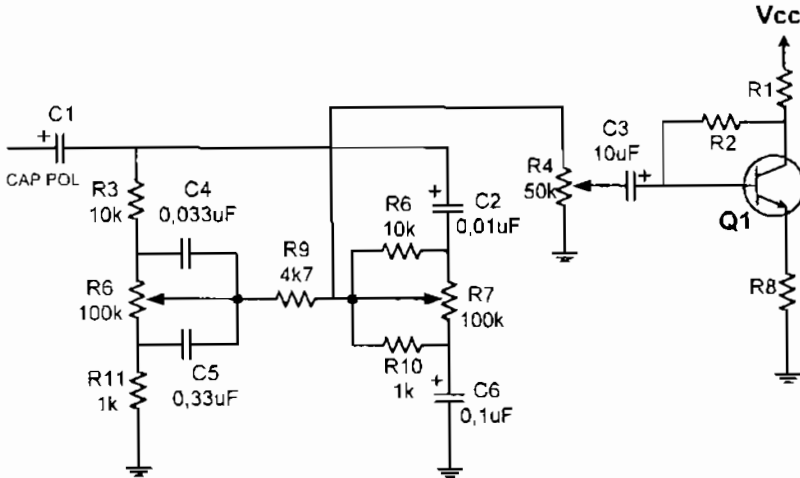 Vcc
R1
C1
+
CAP POL
R3
10k
C4
0,033uF
R6
100k
C5
0,33uF
R11
1k
R9
4k7
R6
10k
+
C2
0,01uF
R7
100k
R10
1k
+
C6
0,1uF
R4
50k
C3
10uF
+
R2
Q1
R8